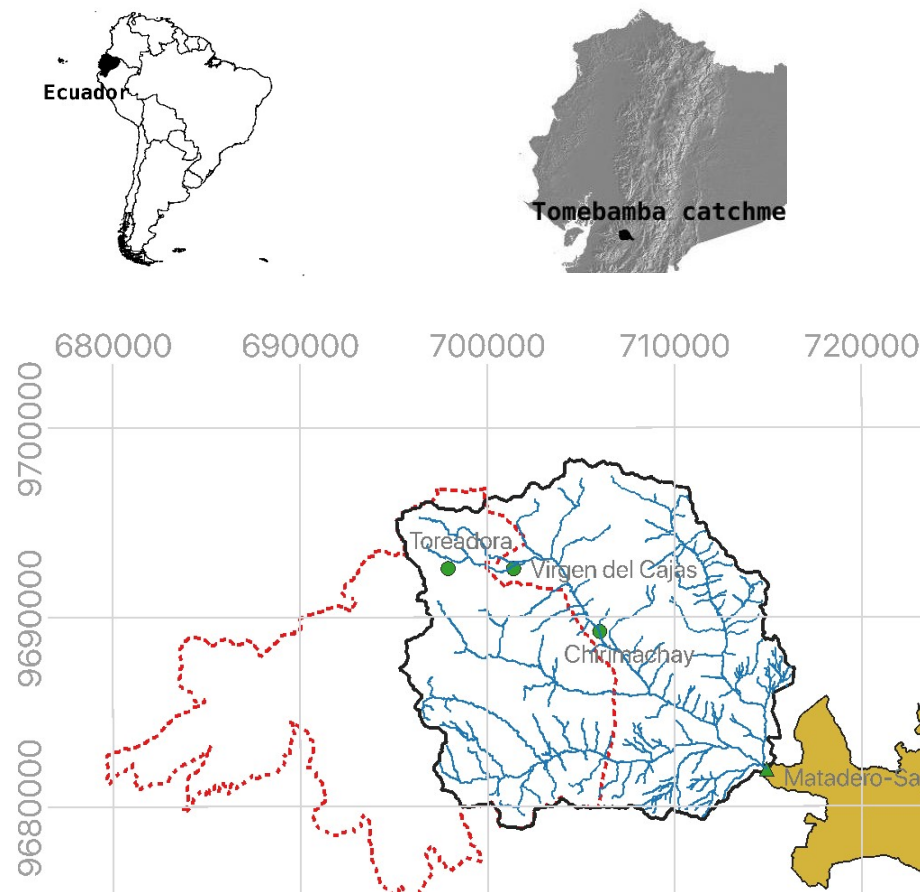 Ecuador
Tomebamba catchme
680000 690000 700000 710000 720000
9700000
9690000
9680000
Toreadora
Virgen del Cajas
Chirimachay
Matadero-Sa